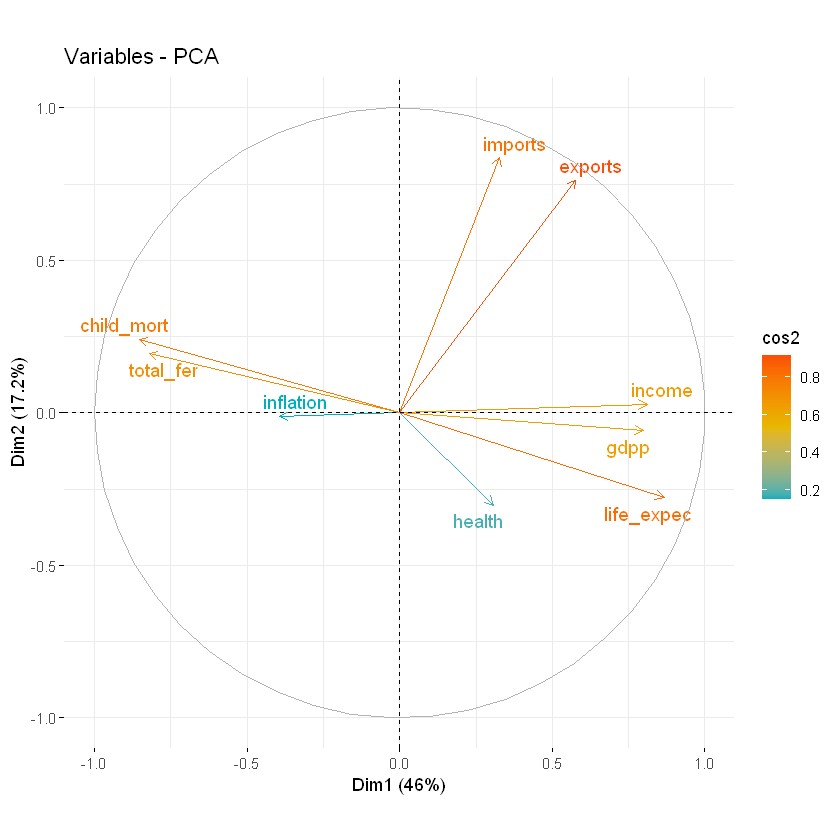 Variables - PCA
1.0
imports
exports
0.5
child_mort
total_fer
inflation
income
0.0
gdpp
life_expec
health
-0.5
-1.0
-1.0
-0.5
0.0
0.5
1.0
Dim1 (46%)
Dim2 (17.2%)
cos2
0.8
0.6
0.4
0.2